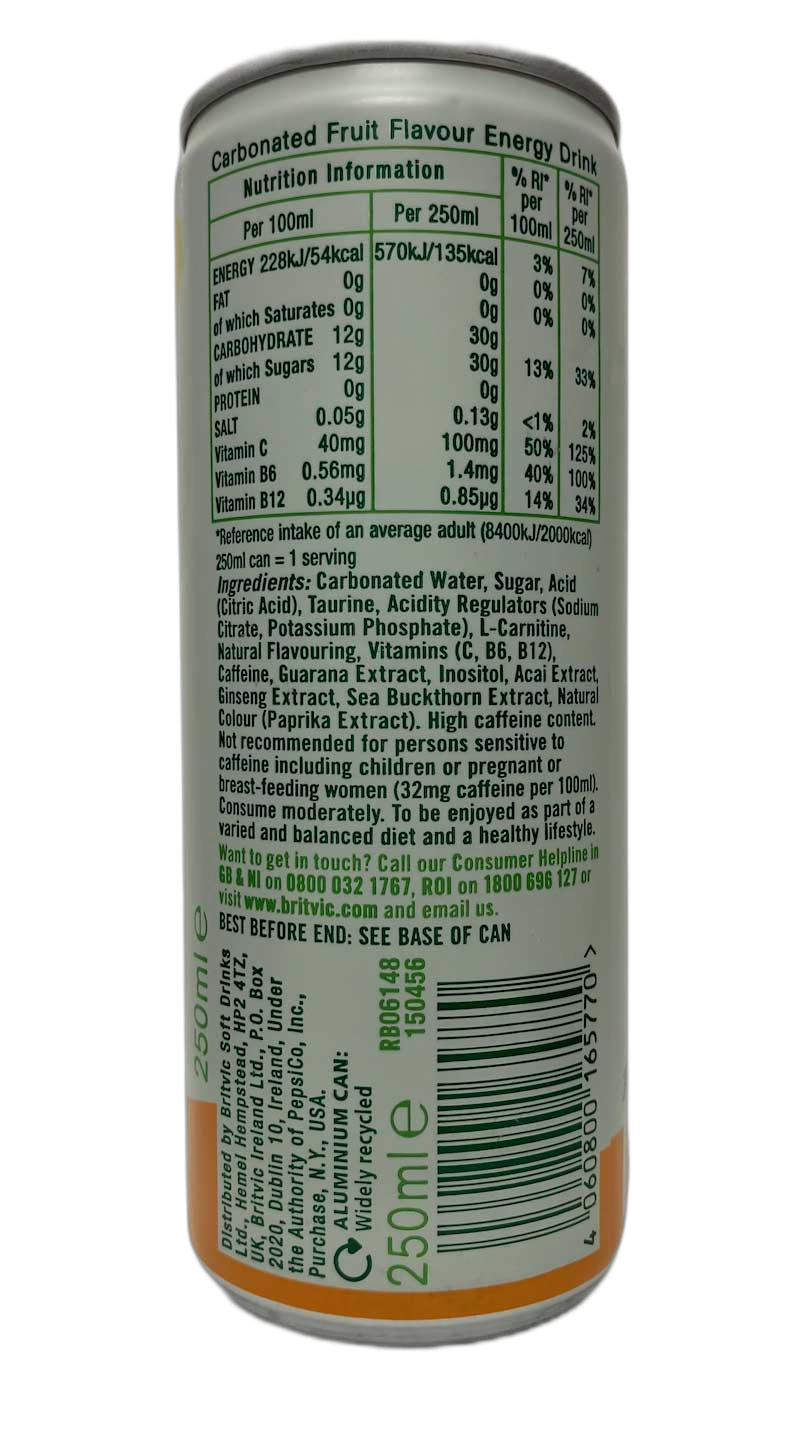 Carbonated Fruit Flavour Energy Drink
Nutrition Information % RI* per 100ml % RI* per 250ml
Per 100ml Per 250ml
ENERGY 228kJ/54kcal 570kJ/135kcal 3% 7%
FAT 0g 0g 0% 0%
of which Saturates 0g 0g 0% 0%
CARBOHYDRATE 12g 30g
of which Sugars 12g 30g 13% 33%
PROTEIN 0g 0g
SALT 0.05g 0.13g <1% 2%
Vitamin C 40mg 100mg 50% 125%
Vitamin B6 0.56mg 1.4mg 40% 100%
Vitamin B12 0.34µg 0.85µg 14% 34%
*Reference intake of an average adult (8400kJ/2000kcal)
250ml can = 1 serving
Ingredients: Carbonated Water, Sugar, Acid
(Citric Acid), Taurine, Acidity Regulators (Sodium
Citrate, Potassium Phosphate), L-Carnitine,
Natural Flavouring, Vitamins (C, B6, B12),
Caffeine, Guarana Extract, Inositol, Acai Extract,
Ginseng Extract, Sea Buckthorn Extract, Natural
Colour (Paprika Extract). High caffeine content.
Not recommended for persons sensitive to
caffeine including children or pregnant or
breast-feeding women (32mg caffeine per 100ml).
Consume moderately. To be enjoyed as part of a
varied and balanced diet and a healthy lifestyle.
Want to get in touch? Call our Consumer Helpline in
GB & NI on 0800 032 1767, ROI on 1800 696 127 or
visit www.britvic.com and email us.
BEST BEFORE END: SEE BASE OF CAN
250ml e
Distributed by Britvic Soft Drinks
Ltd., Hemel Hempstead, HP2 4TZ,
UK, Britvic Ireland Ltd., P.O. Box
2020, Dublin 10, Ireland, Under
the Authority of PepsiCo, Inc.,
Purchase, N.Y., USA.
ALUMINIUM CAN:
Widely recycled
RB06148
150456
250ml e
4 060800 165770 >